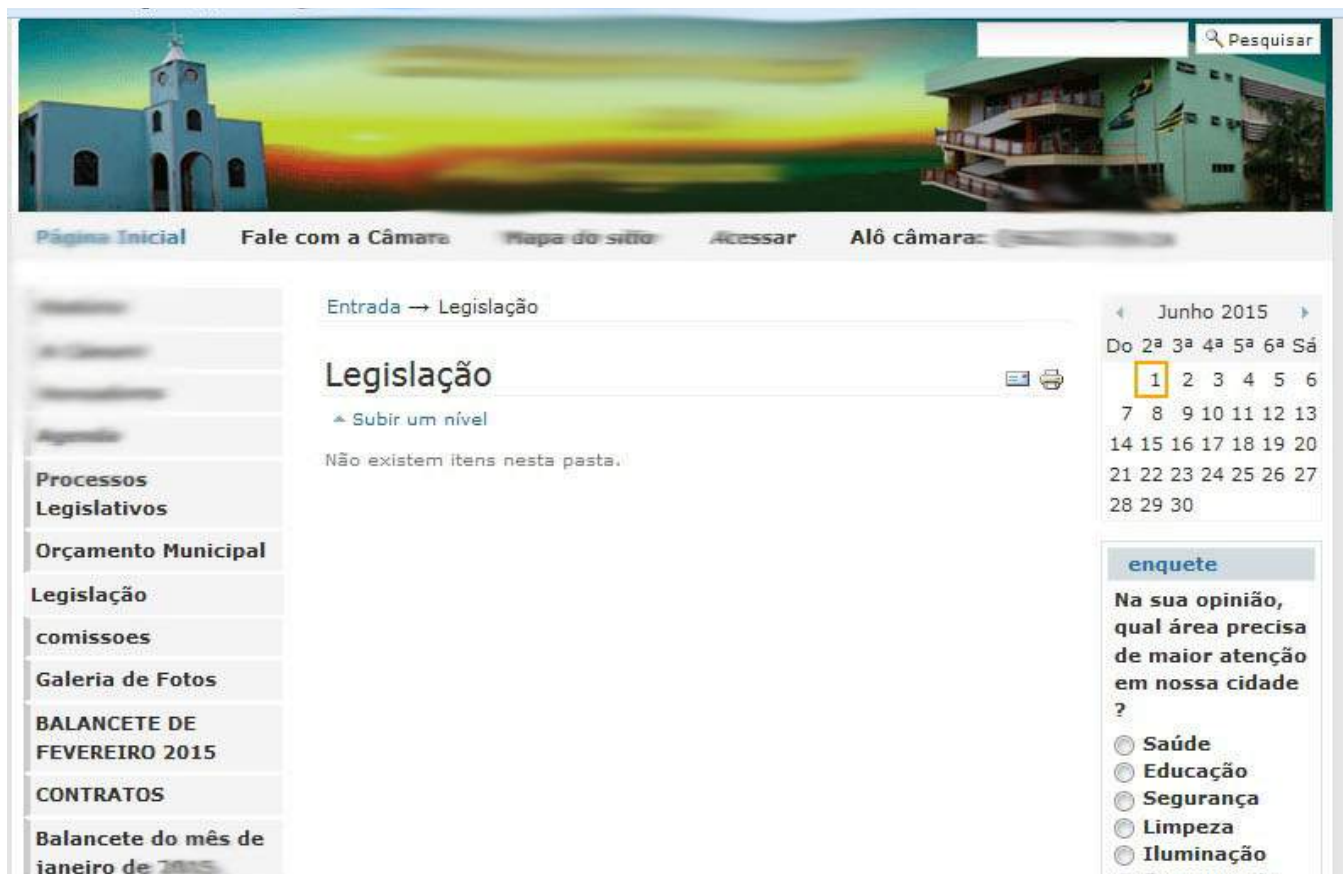 Pesquisar
Página Inicial Fale com a Câmara Mapa do sítio Acessar Alô câmara:
Agenda
Processos
Legislativos
Orçamento Municipal
Legislação
comissoes
Galeria de Fotos
BALANCETE DE
FEVEREIRO 2015
CONTRATOS
Balancete do mês de
janeiro de 2015
Entrada → Legislação
Legislação
Subir um nível
Não existem itens nesta pasta.
Junho 2015
Do 2ª 3ª 4ª 5ª 6ª Sá
1 2 3 4 5 6
7 8 9 10 11 12 13
14 15 16 17 18 19 20
21 22 23 24 25 26 27
28 29 30
enquete
Na sua opinião,
qual área precisa
de maior atenção
em nossa cidade
?
Saúde
Educação
Segurança
Limpeza
Iluminação